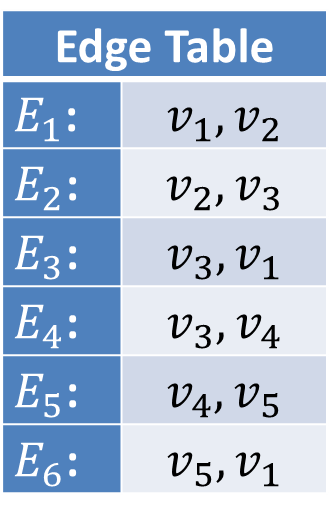 Edge Table
E₁: v₁, v₂
E₂: v₂, v₃
E₃: v₃, v₁
E₄: v₃, v₄
E₅: v₄, v₅
E₆: v₅, v₁